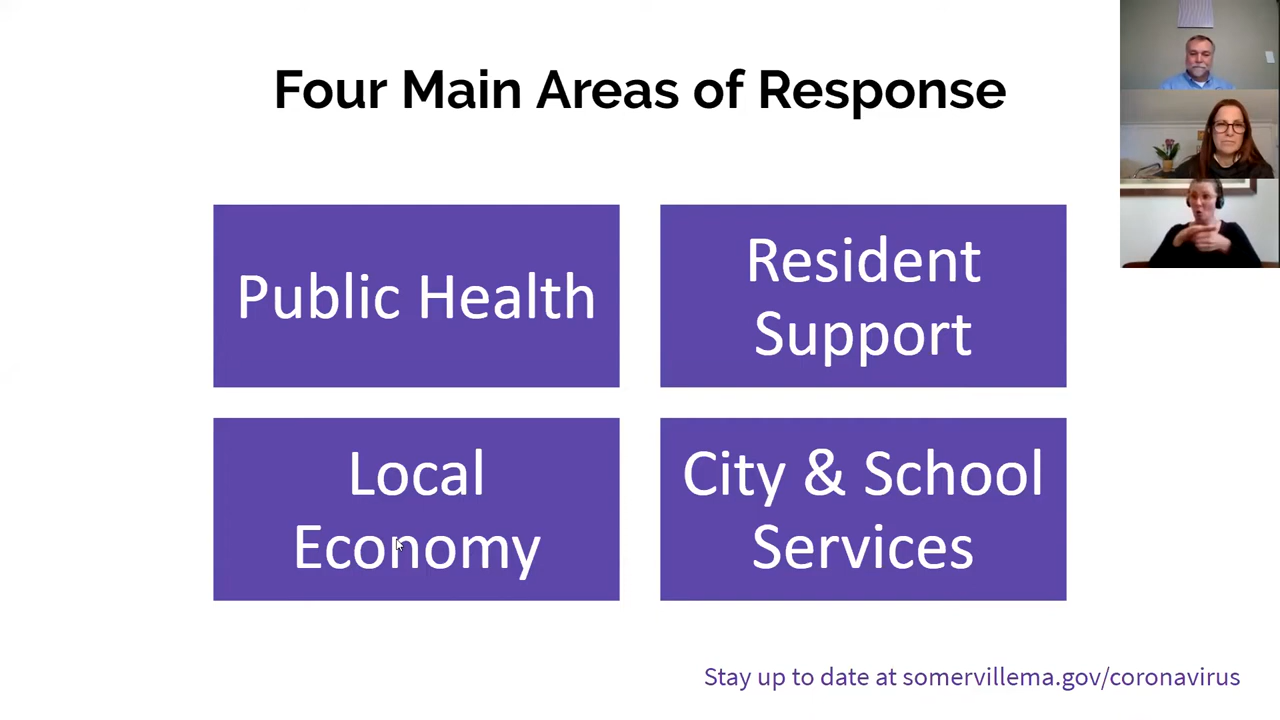 Four Main Areas of Response
Public Health
Resident
Support
Local
Economy
City & School
Services
Stay up to date at somervillema.gov/coronavirus